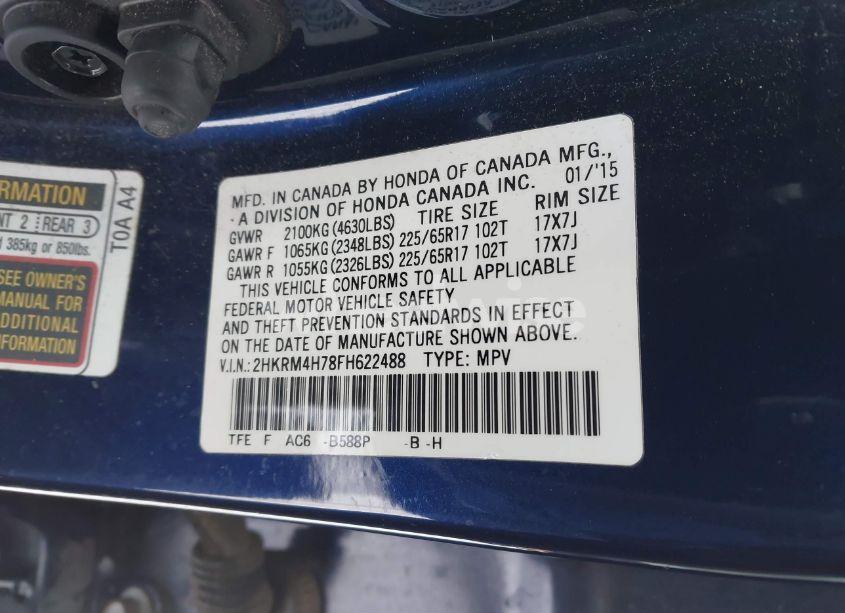 RMATION
NT 2 REAR 3
d 385kg or 850lbs.
SEE OWNER'S
MANUAL FOR
ADDITIONAL
INFORMATION
T0A A4
MFD. IN CANADA BY HONDA OF CANADA MFG.,
A DIVISION OF HONDA CANADA INC. 01/'15
GVWR 2100KG(4630LBS) TIRE SIZE RIM SIZE
GAWR F 1065KG(2348LBS) 225/65R17 102T 17X7J
GAWR R 1055KG(2326LBS) 225/65R17 102T 17X7J
THIS VEHICLE CONFORMS TO ALL APPLICABLE
FEDERAL MOTOR VEHICLE SAFETY
AND THEFT PREVENTION STANDARDS IN EFFECT
ON THE DATE OF MANUFACTURE SHOWN ABOVE.
V.I.N.: 2HKRM4H78FH622488 TYPE: MPV
TFE F AC6 -B588P -B -H